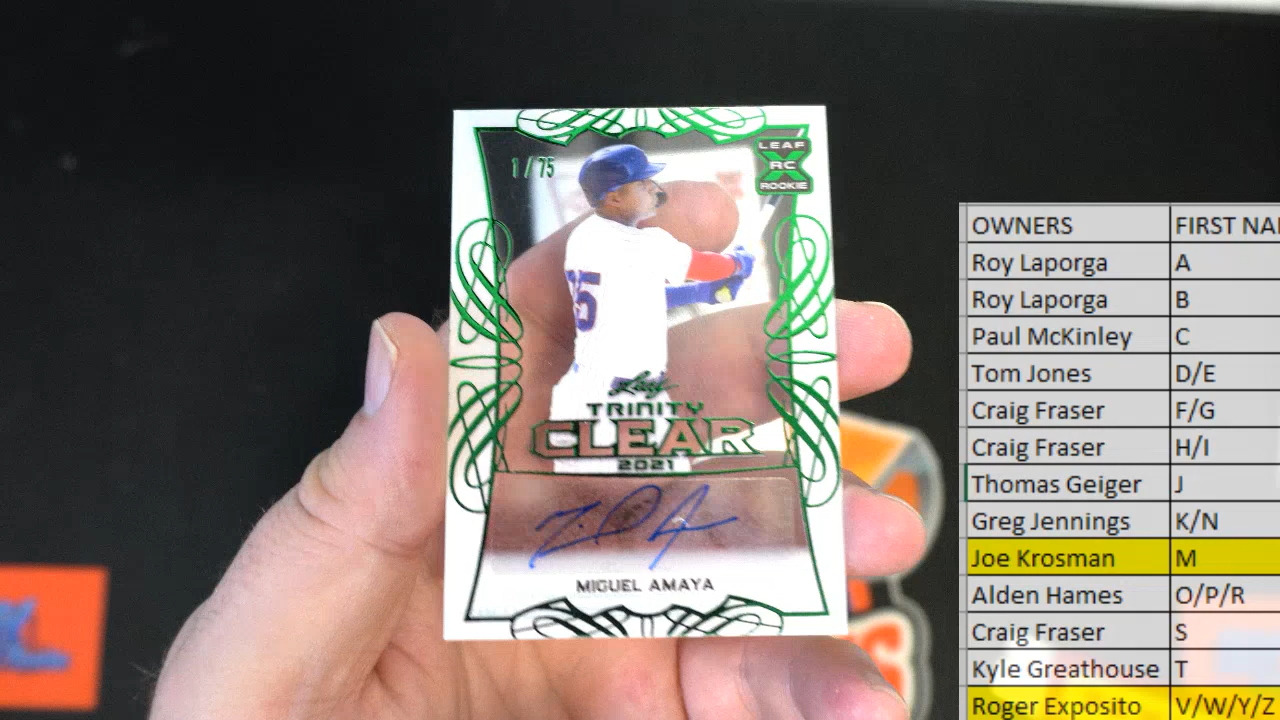 1/75
LEAF
RC
ROOKIE
35
Leaf
TRINITY
CLEAR
2021
MIGUEL AMAYA
OWNERS FIRST NA
Roy Laporga A
Roy Laporga B
Paul McKinley C
Tom Jones D/E
Craig Fraser F/G
Craig Fraser H/I
Thomas Geiger J
Greg Jennings K/N
Joe Krosman M
Alden Hames O/P/R
Craig Fraser S
Kyle Greathouse T
Roger Exposito V/W/Y/Z